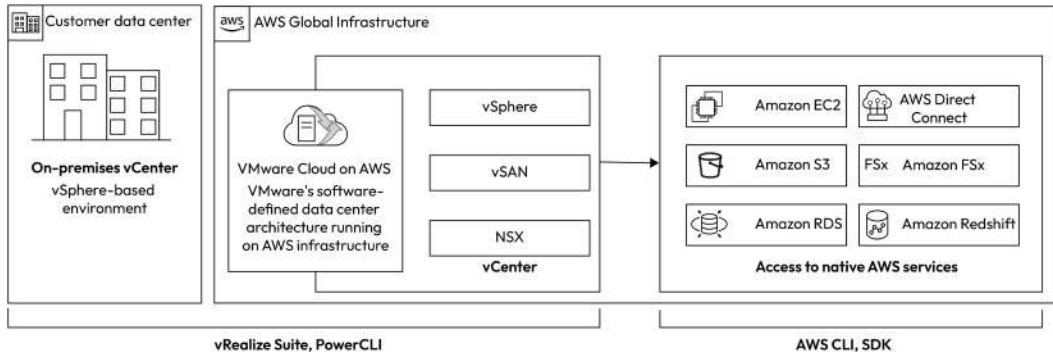 Customer data center
On-premises vCenter
vSphere-based
environment
aws
AWS Global Infrastructure
VMware Cloud on AWS
VMware's software-
defined data center
architecture running
on AWS infrastructure
vSphere
vSAN
NSX
vCenter
Amazon EC2
AWS Direct
Connect
Amazon S3
FSx Amazon FSx
Amazon RDS
Amazon Redshift
Access to native AWS services
vRealize Suite, PowerCLI
AWS CLI, SDK